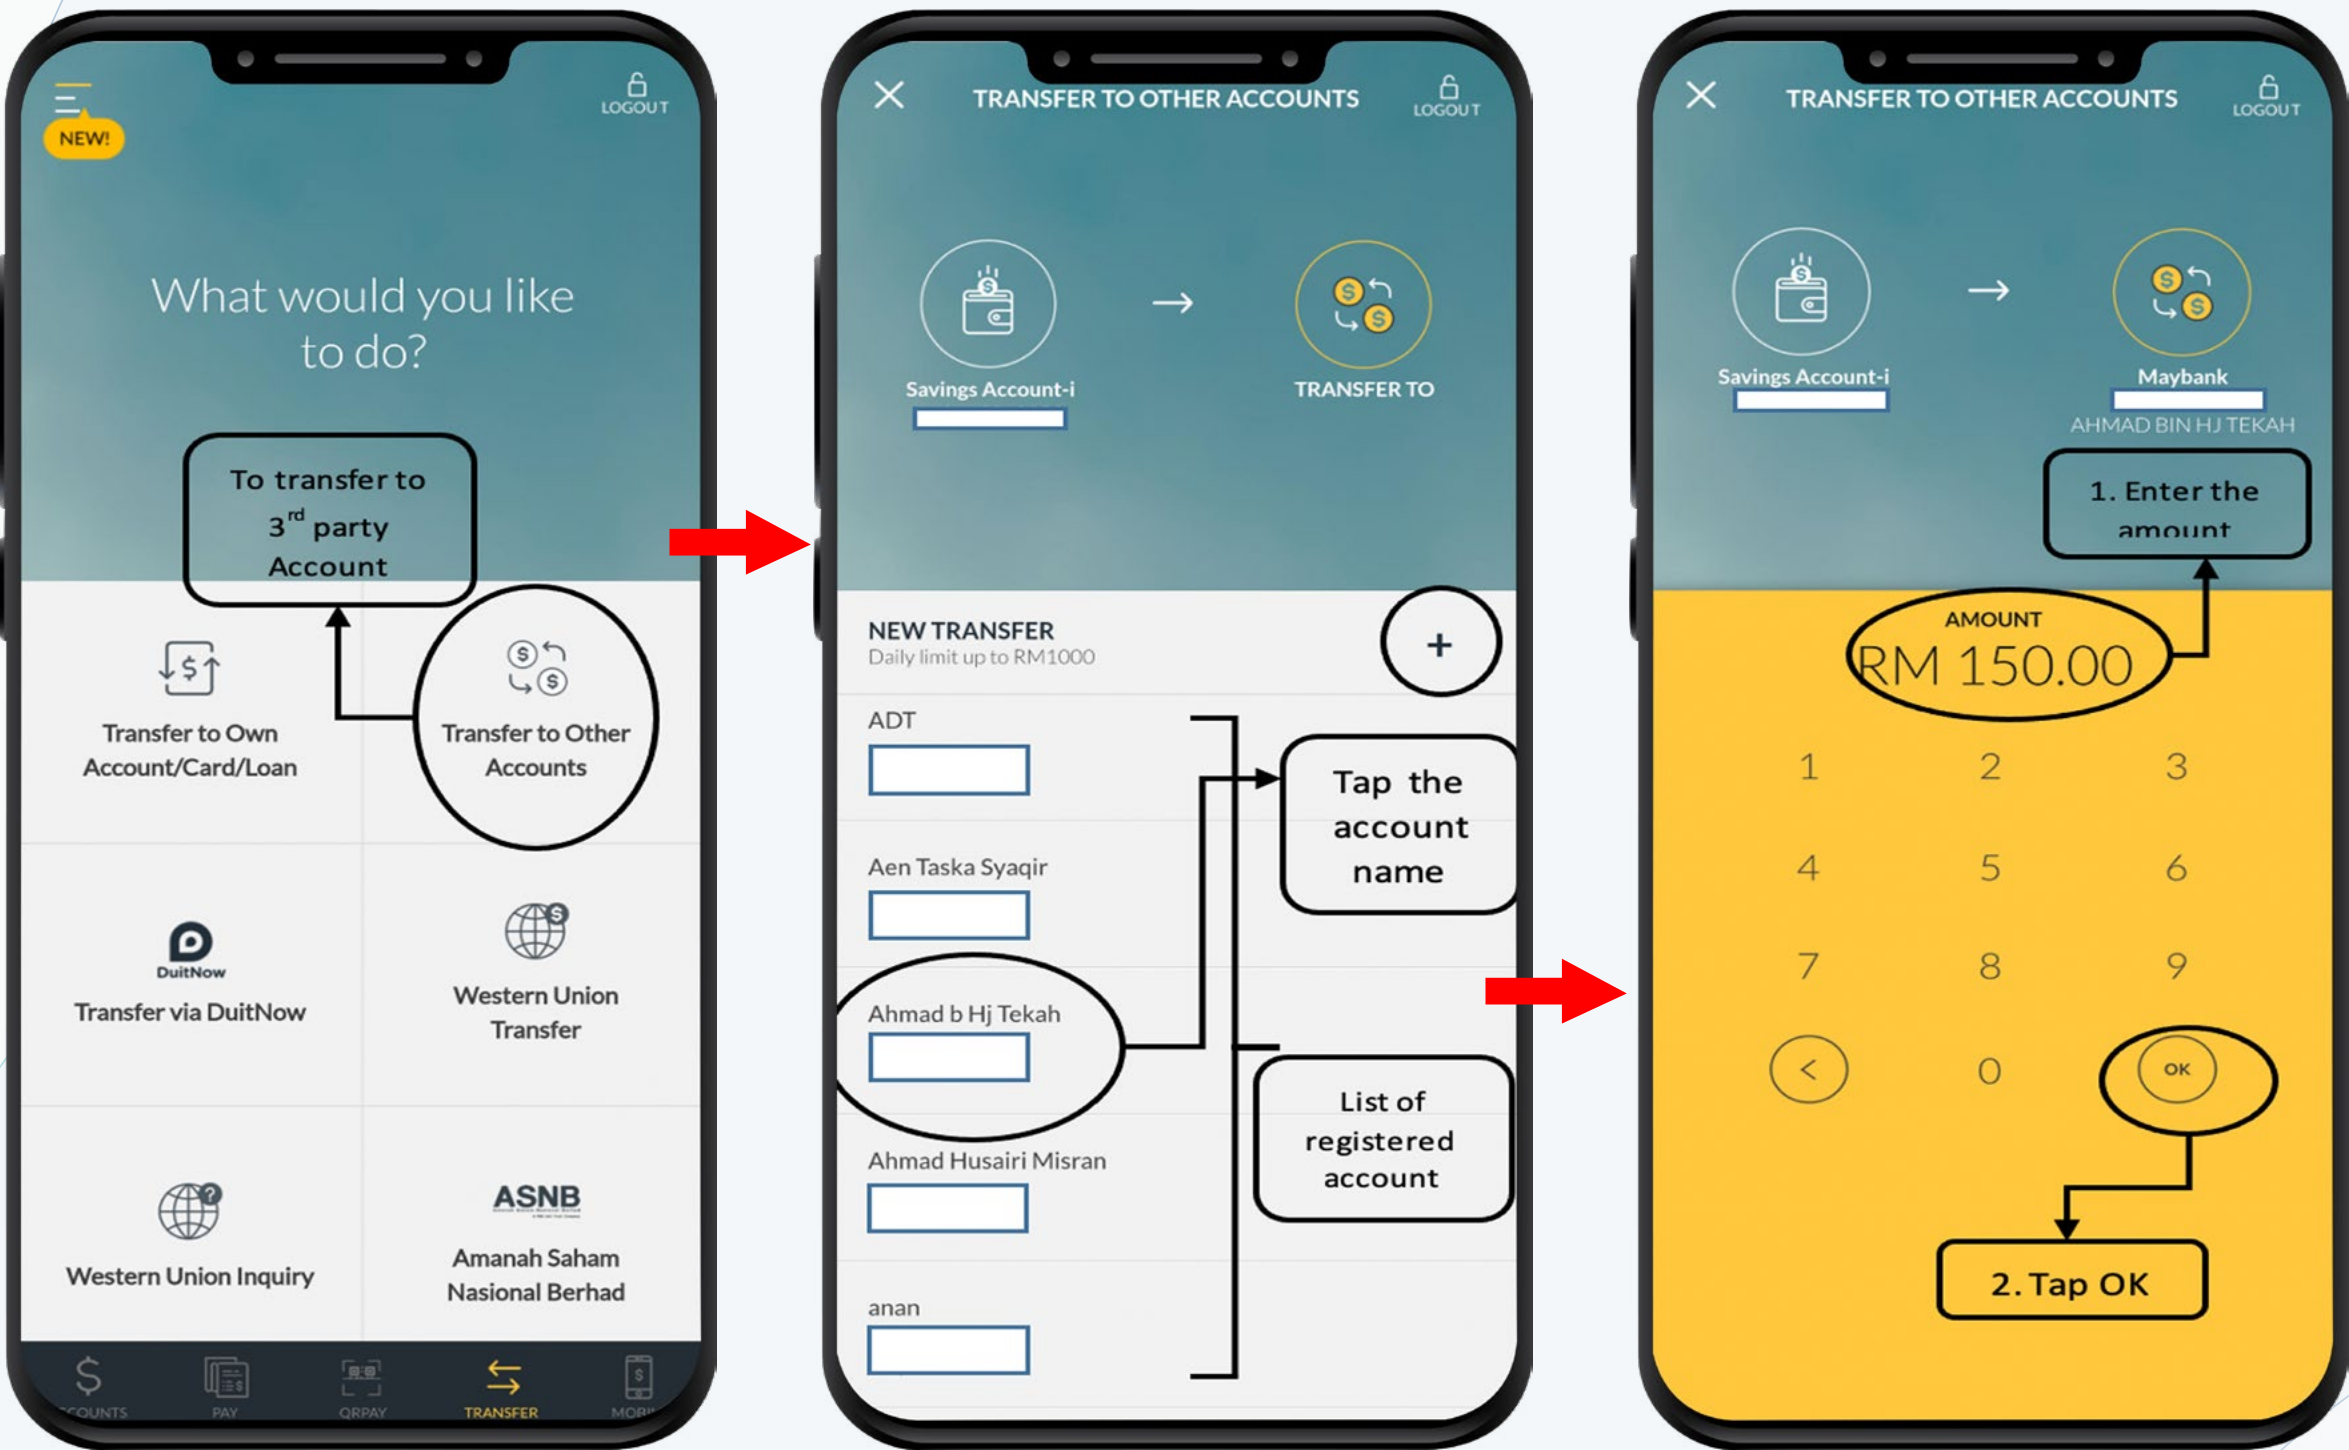 NEW!
LOGOUT
What would you like
to do?
To transfer to
3rd party
Account
Transfer to Own
Account/Card/Loan
Transfer to Other
Accounts
DuitNow
Transfer via DuitNow
Western Union
Transfer
Western Union Inquiry
ASNB
Amanah Saham
Nasional Berhad
COUNTS
PAY
QRPAY
TRANSFER
MOBI
TRANSFER TO OTHER ACCOUNTS
LOGOUT
Savings Account-i
TRANSFER TO
NEW TRANSFER
Daily limit up to RM1000
+
ADT
Tap the
account
name
Aen Taska Syaqir
Ahmad b Hj Tekah
List of
registered
account
Ahmad Husairi Misran
anan
TRANSFER TO OTHER ACCOUNTS
LOGOUT
Savings Account-i
Maybank
AHMAD BIN HJ TEKAH
1. Enter the
amount
AMOUNT
RM 150.00
1 2 3
4 5 6
7 8 9
< 0 OK
2. Tap OK